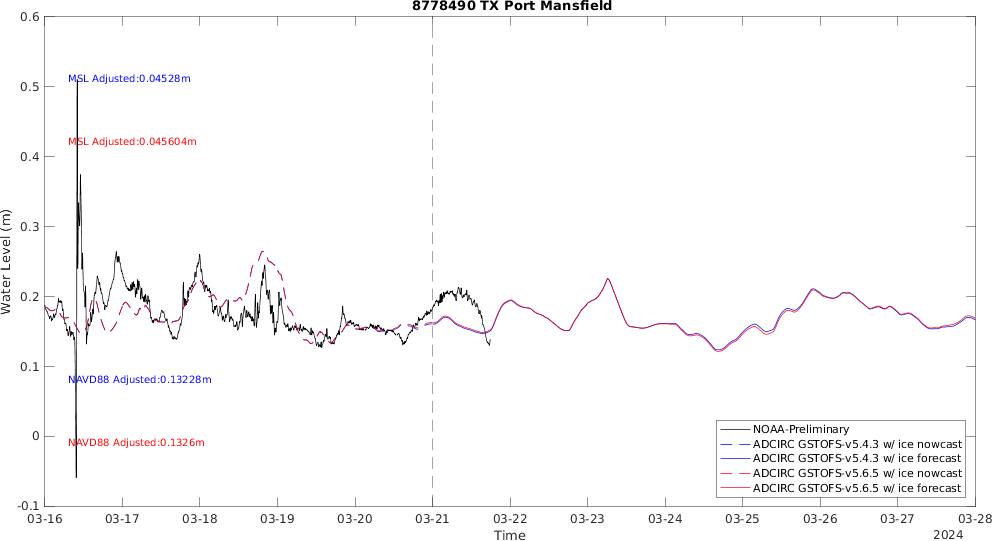 8778490 TX Port Mansfield
0.6
0.5
0.4
0.3
0.2
0.1
0
-0.1
Water Level (m)
MSL Adjusted:0.04528m
MSL Adjusted:0.045604m
NAVD88 Adjusted:0.13228m
NAVD88 Adjusted:0.1326m
NOAA-Preliminary
ADCIRC GSTOFS-v5.4.3 w/ ice nowcast
ADCIRC GSTOFS-v5.4.3 w/ ice forecast
ADCIRC GSTOFS-v5.6.5 w/ ice nowcast
ADCIRC GSTOFS-v5.6.5 w/ ice forecast
03-16 03-17 03-18 03-19 03-20 03-21 03-22 03-23 03-24 03-25 03-26 03-27 03-28
Time
2024